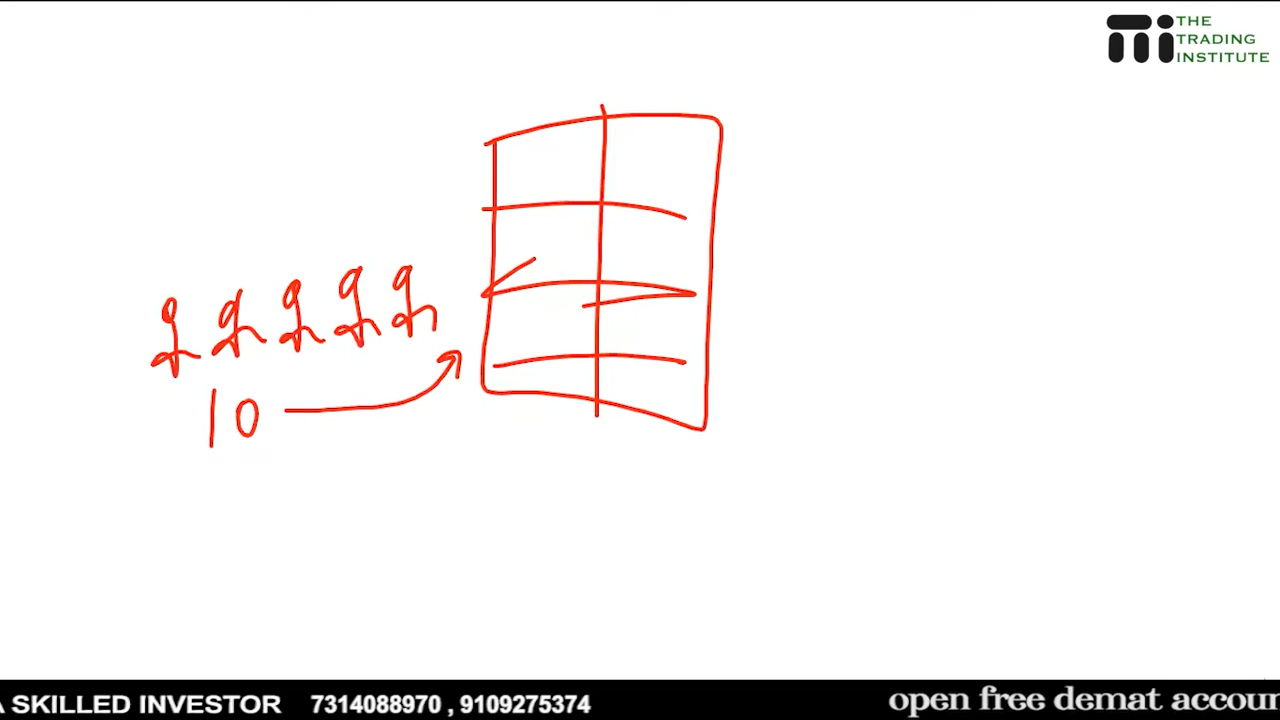 THE
TRADING
INSTITUTE
10
A SKILLED INVESTOR 7314088970 , 9109275374 open free demat accoun